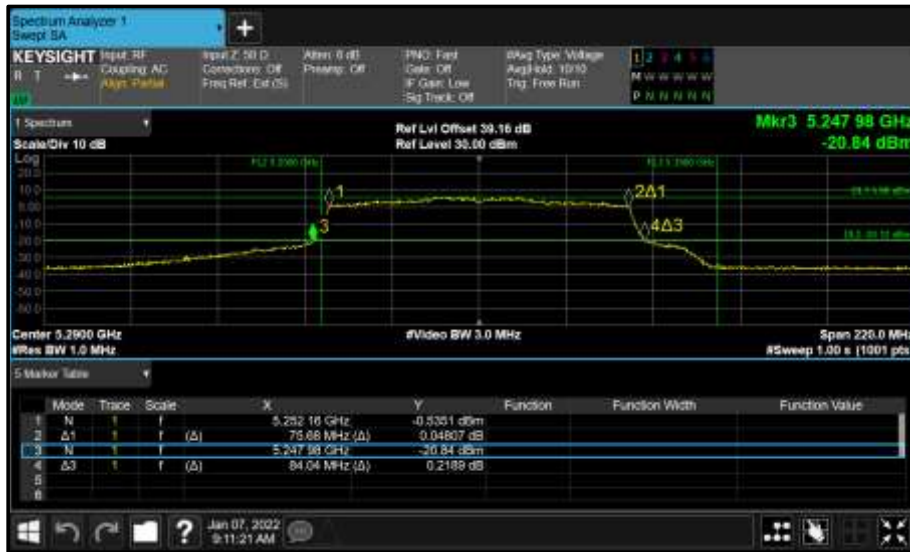 Spectrum Analyzer 1
Swept SA
+
KEYSIGHT Input: RF
R T
Coupling: AC
Align: Partial
Input Z: 50 Ω
Corrections: Off
Freq Ref: Ext (S)
Atten: 6 dB
Preamp: Off
PNO: Fast
Gate: Off
IF Gain: Low
Sig Track: Off
#Avg Type: Voltage
Avg|Hold: 10/10
Trig: Free Run
1 2 3 4 5 6
M W W W W W
P N N N N N
1 Spectrum
Scale/Div 10 dB
Ref Lvl Offset 39.16 dB
Ref Level 30.00 dBm
Mkr3 5.247 98 GHz
-20.84 dBm
Log
20.0
10.0
0.00
-10.0
-20.0
-30.0
-40.0
-50.0
-60.0
1
2Δ1
3
4Δ3
Center 5.2900 GHz
#Video BW 3.0 MHz
Span 220.0 MHz
#Res BW 1.0 MHz
#Sweep 1.00 s (1001 pts
5 Marker Table
Mode Trace Scale X Y Function Function Width Function Value
1 N 1 f 5.252 16 GHz -0.5351 dBm
2 Δ1 1 f (Δ) 75.68 MHz (Δ) 0.04807 dB
3 N 1 f 5.247 98 GHz -20.84 dBm
4 Δ3 1 f (Δ) 84.04 MHz (Δ) 0.2189 dB
5
6
?
Jan 07, 2022
9:11:21 AM